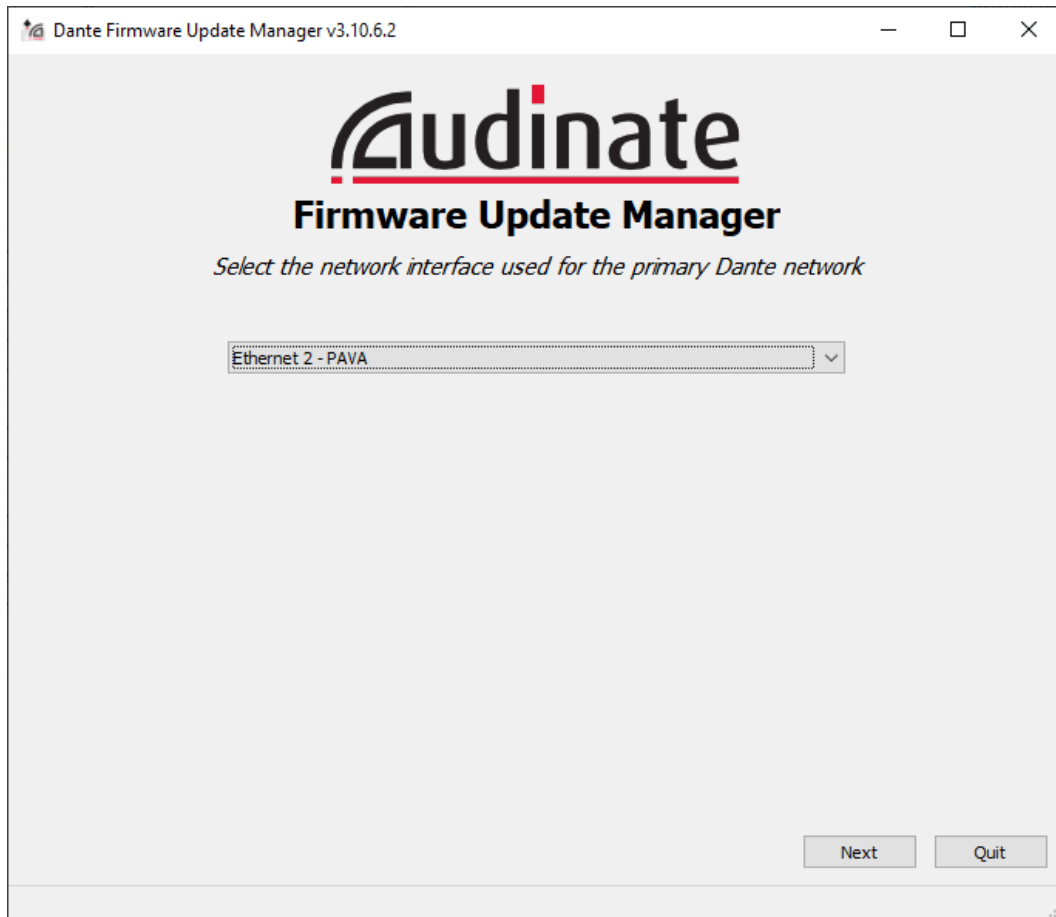 Dante Firmware Update Manager v3.10.6.2
Audinate
Firmware Update Manager
Select the network interface used for the primary Dante network
Ethernet 2 - PAVA
Next Quit